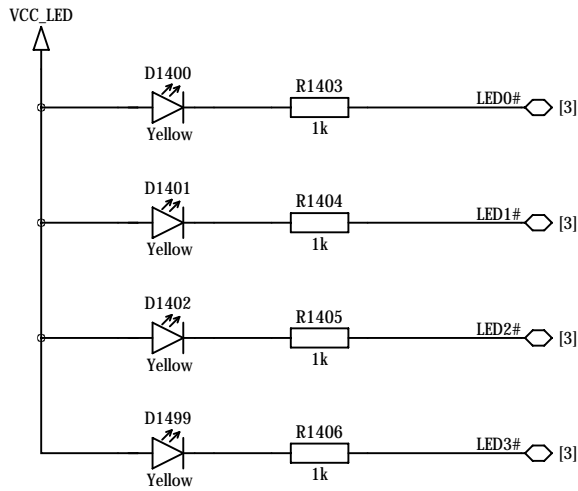 VCC_LED
D1400
R1403
LED0#
[3]
Yellow
1k
D1401
R1404
LED1#
[3]
Yellow
1k
D1402
R1405
LED2#
[3]
Yellow
1k
D1499
R1406
LED3#
[3]
Yellow
1k